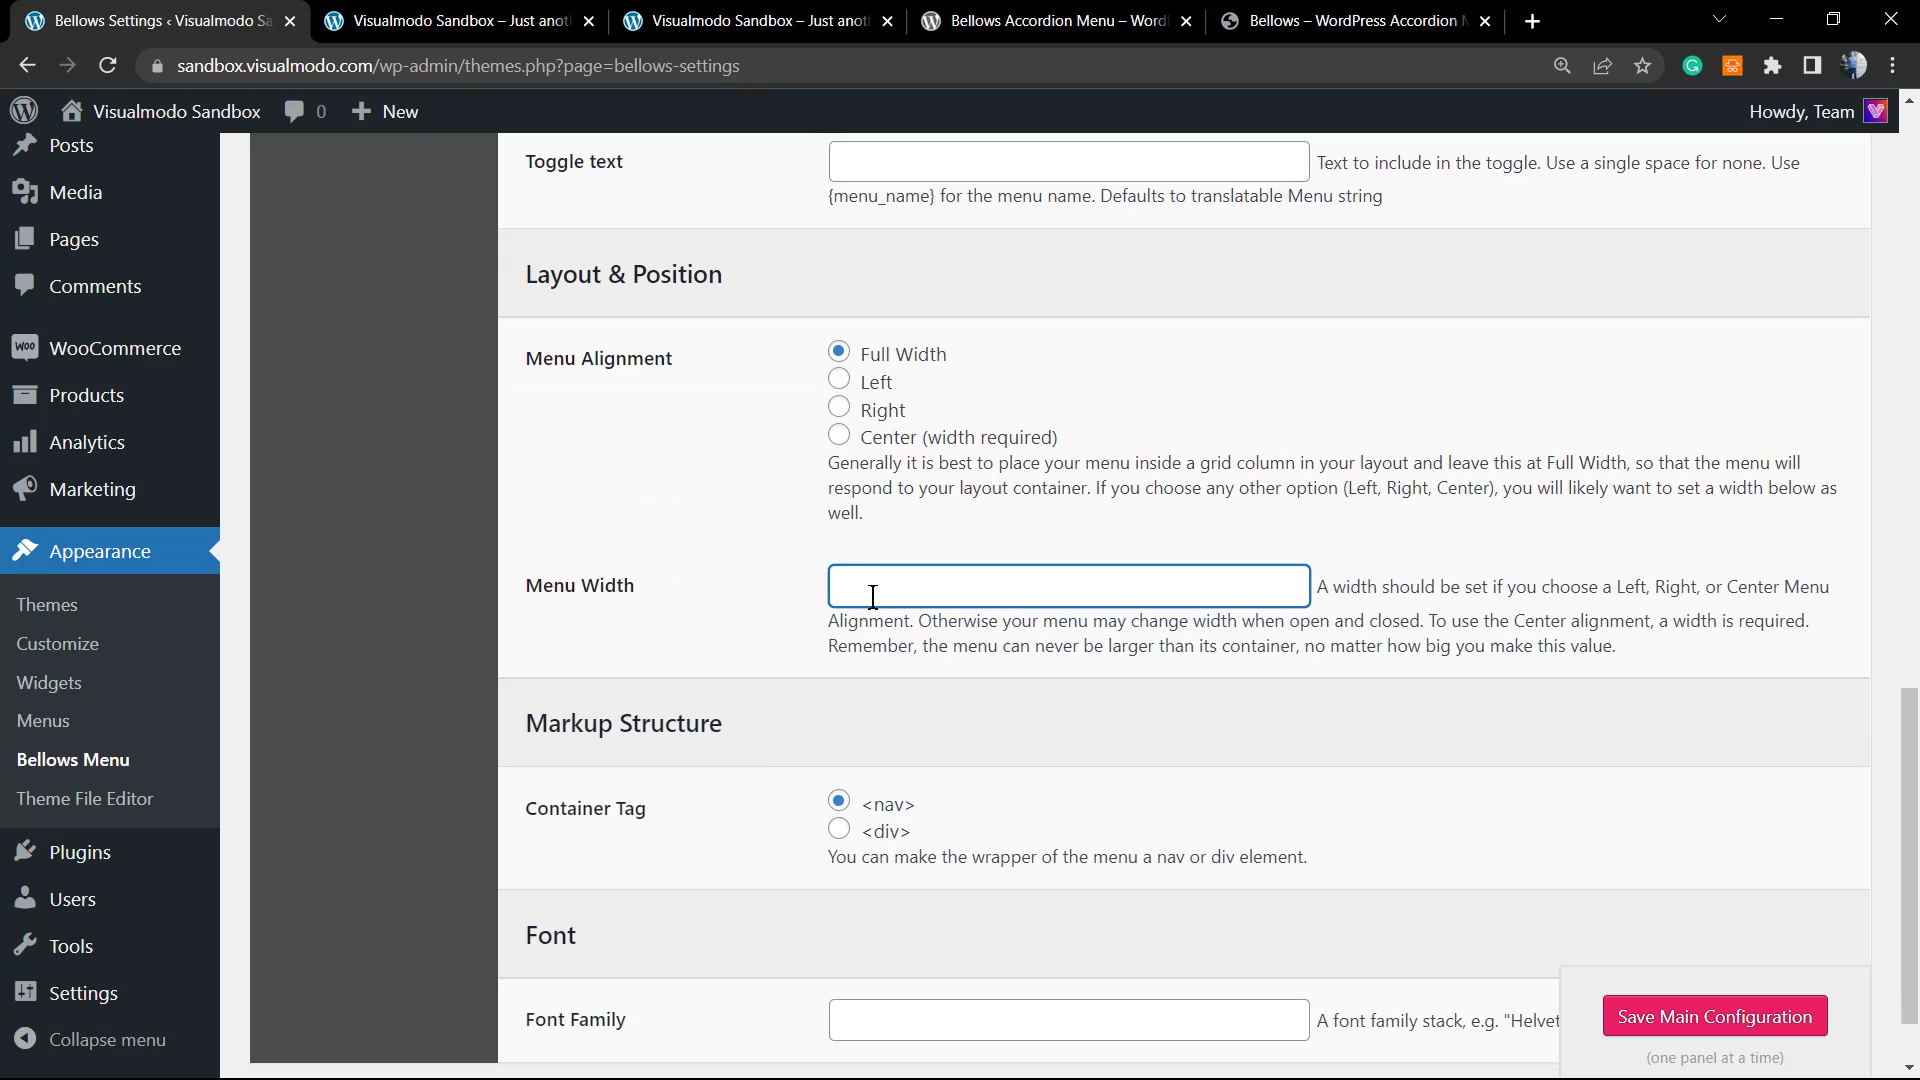 Bellows Settings ‹ Visualmodo Sa
Visualmodo Sandbox – Just anot
Visualmodo Sandbox – Just anot
Bellows Accordion Menu – Word
Bellows – WordPress Accordion M
sandbox.visualmodo.com/wp-admin/themes.php?page=bellows-settings
Visualmodo Sandbox
0
New
Howdy, Team
Posts
Media
Pages
Comments
WooCommerce
Products
Analytics
Marketing
Appearance
Themes
Customize
Widgets
Menus
Bellows Menu
Theme File Editor
Plugins
Users
Tools
Settings
Collapse menu
Toggle text
Text to include in the toggle. Use a single space for none. Use
{menu_name} for the menu name. Defaults to translatable Menu string
Layout & Position
Menu Alignment
Full Width
Left
Right
Center (width required)
Generally it is best to place your menu inside a grid column in your layout and leave this at Full Width, so that the menu will
respond to your layout container. If you choose any other option (Left, Right, Center), you will likely want to set a width below as
well.
Menu Width
A width should be set if you choose a Left, Right, or Center Menu
Alignment. Otherwise your menu may change width when open and closed. To use the Center alignment, a width is required.
Remember, the menu can never be larger than its container, no matter how big you make this value.
Markup Structure
Container Tag
<nav>
<div>
You can make the wrapper of the menu a nav or div element.
Font
Font Family
A font family stack, e.g. "Helvet
Save Main Configuration
(one panel at a time)